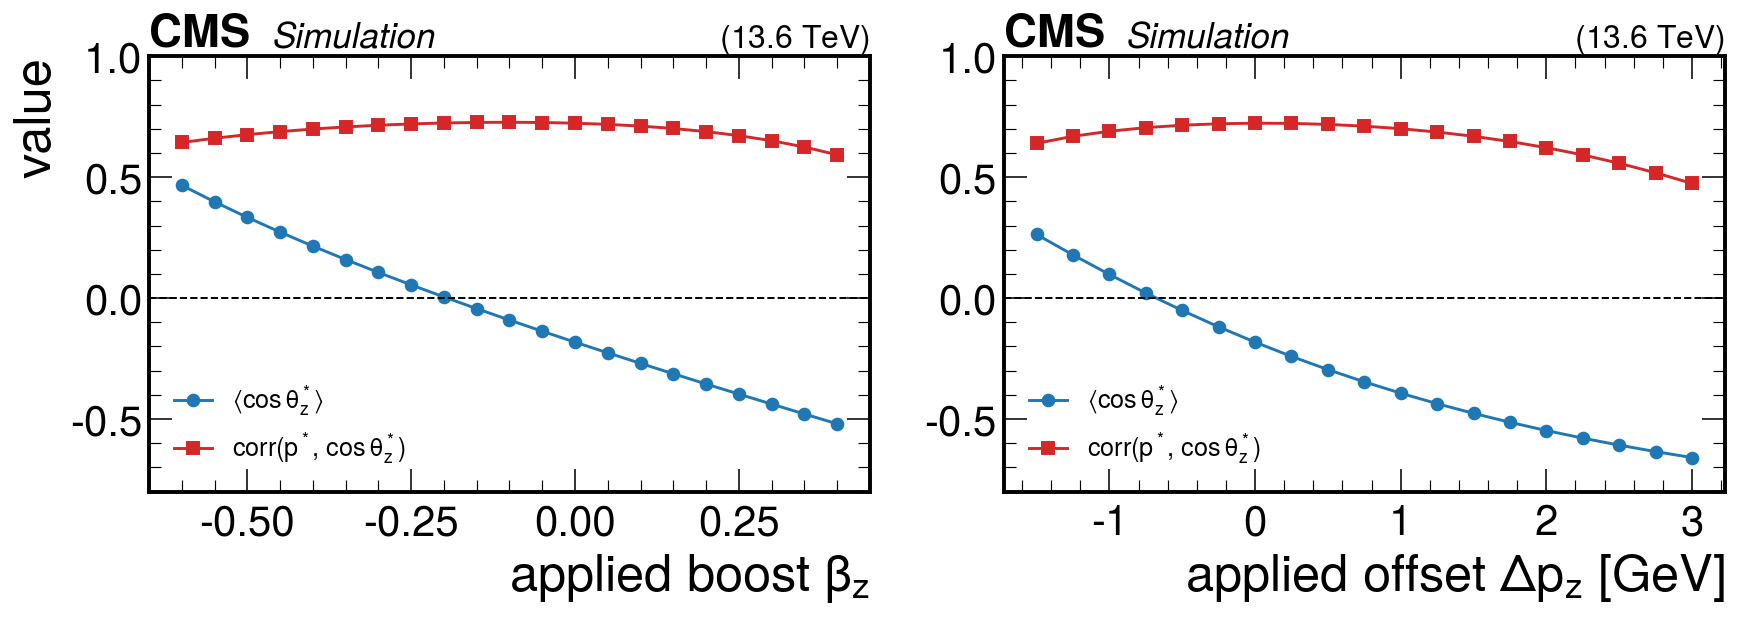 CMS Simulation (13.6 TeV)
value
1.0
0.5
0.0
-0.5
-0.50 -0.25 0.00 0.25
applied boost βz
⟨cos θz*⟩
corr(p*, cos θz*)
CMS Simulation (13.6 TeV)
1.0
0.5
0.0
-0.5
-1 0 1 2 3
applied offset Δpz [GeV]
⟨cos θz*⟩
corr(p*, cos θz*)